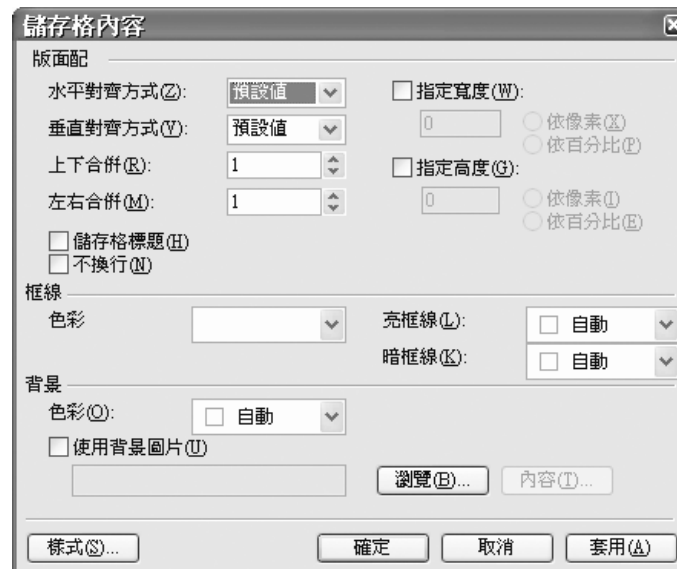 儲存格內容
版面配
水平對齊方式(Z): 預設值
指定寬度(W):
垂直對齊方式(V): 預設值
0 依像素(X)
依百分比(P)
上下合併(R): 1
指定高度(G):
左右合併(M): 1
0 依像素(I)
依百分比(E)
儲存格標題(H)
不換行(N)
框線
色彩
亮框線(L): 自動
暗框線(K): 自動
背景
色彩(O): 自動
使用背景圖片(U)
瀏覽(B)... 內容(T)...
樣式(S)... 確定 取消 套用(A)